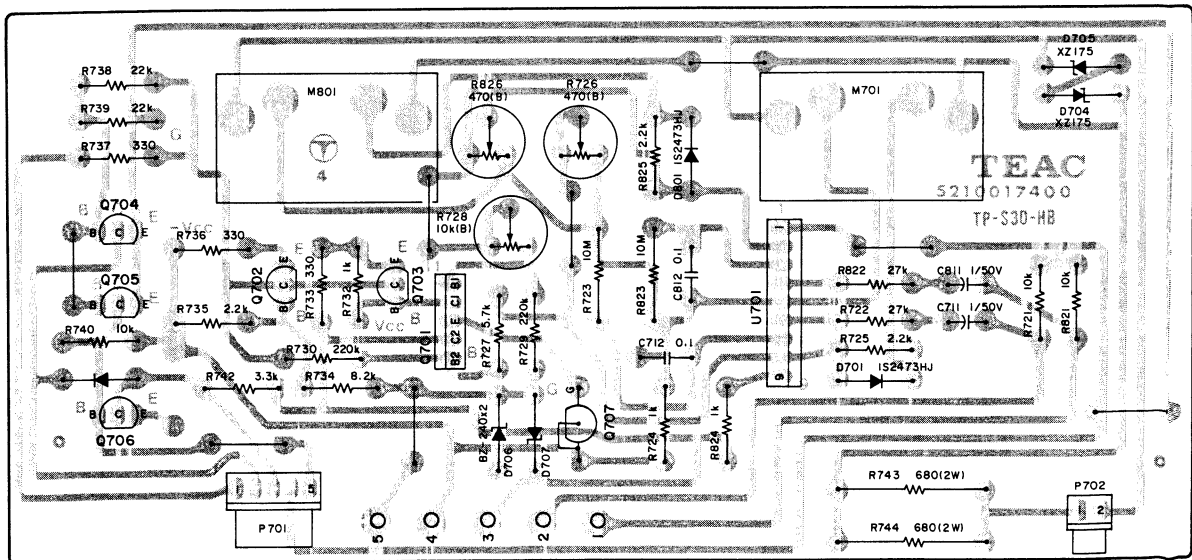 D705
XZ175
R738 22k
M801
R826
470(B)
R726
470(B)
M701
D704
XZ175
R739 22k
G
R737 330
4
R825 2.2k
D801 1S2473HJ
TEAC
5210017400
TP-S3D-HB
Q704
B C E
B E
Vcc
R736 330
R728
10k(B)
E
E
Q702
B C E
R733 330
R732 1k
Q703
B C E
B1
C1
E
C2
B2
Q701
10M
R723
10M
R823
C812 0.1
1
U701
9
R822 27k
C811 1/50V
R722 27k
C711 1/50V
R725 2.2k
D701 1S2473HJ
R721 10k
R821 10k
Q705
B C E
B E
R735 2.2k
B
B
Vcc
B
R740 10k
R730 220k
R727 5.7k
R729 220k
C712 0.1
R742 3.3k
R734 8.2k
G
G
Q707
B C E
B E
Q706
BZ-240x2
D706
D707
R724 1k
R824 1k
R743 680(2W)
R744 680(2W)
P702
1 2
1 5
P701
5
4
3
2
1